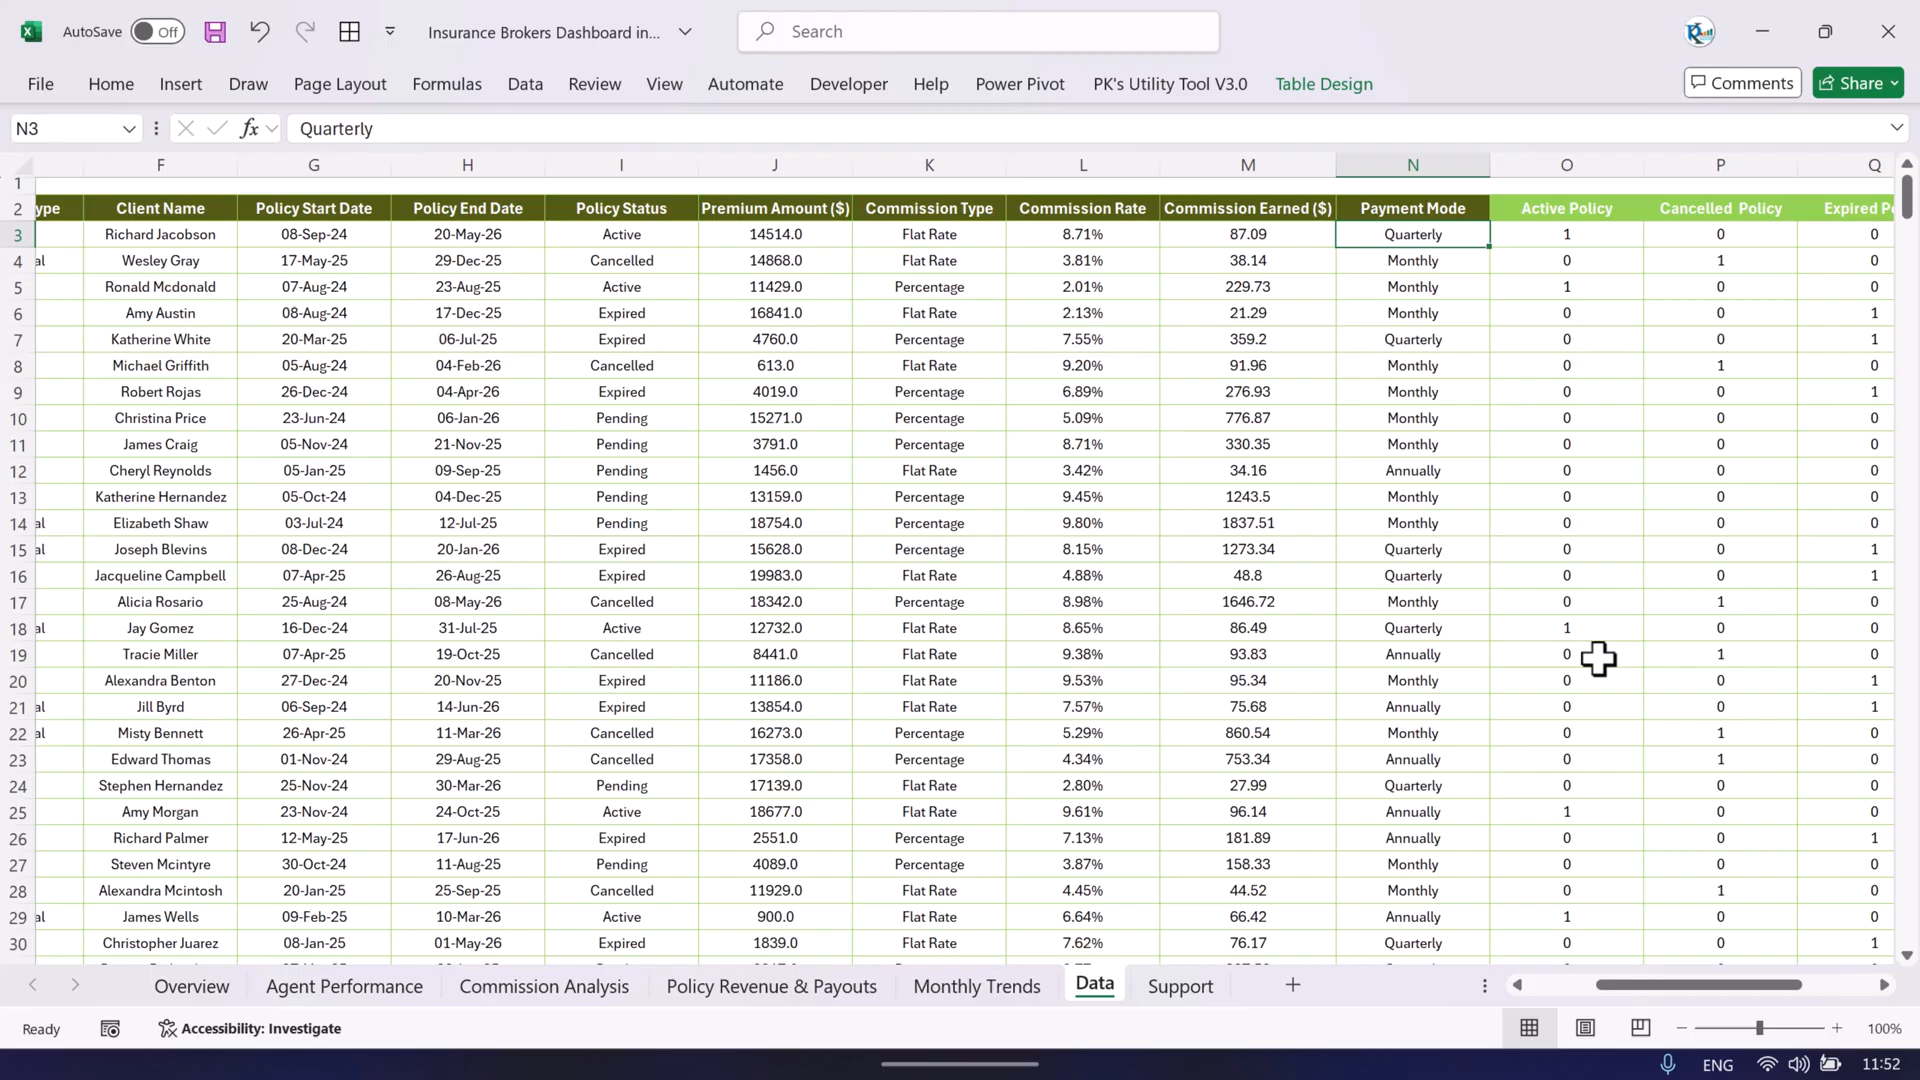 AutoSave Off Insurance Brokers Dashboard in... Search
File Home Insert Draw Page Layout Formulas Data Review View Automate Developer Help Power Pivot PK's Utility Tool V3.0 Table Design Comments Share
N3 fx Quarterly
F G H I J K L M N O P Q
1
2 ype Client Name Policy Start Date Policy End Date Policy Status Premium Amount ($) Commission Type Commission Rate Commission Earned ($) Payment Mode Active Policy Cancelled Policy Expired P
3 Richard Jacobson 08-Sep-24 20-May-26 Active 14514.0 Flat Rate 8.71% 87.09 Quarterly 1 0 0
4 al Wesley Gray 17-May-25 29-Dec-25 Cancelled 14868.0 Flat Rate 3.81% 38.14 Monthly 0 1 0
5 Ronald Mcdonald 07-Aug-24 23-Aug-25 Active 11429.0 Percentage 2.01% 229.73 Monthly 1 0 0
6 Amy Austin 08-Aug-24 17-Dec-25 Expired 16841.0 Flat Rate 2.13% 21.29 Monthly 0 0 1
7 Katherine White 20-Mar-25 06-Jul-25 Expired 4760.0 Percentage 7.55% 359.2 Quarterly 0 0 1
8 Michael Griffith 05-Aug-24 04-Feb-26 Cancelled 613.0 Flat Rate 9.20% 91.96 Monthly 0 1 0
9 Robert Rojas 26-Dec-24 04-Apr-26 Expired 4019.0 Percentage 6.89% 276.93 Monthly 0 0 1
10 Christina Price 23-Jun-24 06-Jan-26 Pending 15271.0 Percentage 5.09% 776.87 Monthly 0 0 0
11 James Craig 05-Nov-24 21-Nov-25 Pending 3791.0 Percentage 8.71% 330.35 Monthly 0 0 0
12 Cheryl Reynolds 05-Jan-25 09-Sep-25 Pending 1456.0 Flat Rate 3.42% 34.16 Annually 0 0 0
13 Katherine Hernandez 05-Oct-24 04-Dec-25 Pending 13159.0 Percentage 9.45% 1243.5 Monthly 0 0 0
14 al Elizabeth Shaw 03-Jul-24 12-Jul-25 Pending 18754.0 Percentage 9.80% 1837.51 Monthly 0 0 0
15 al Joseph Blevins 08-Dec-24 20-Jan-26 Expired 15628.0 Percentage 8.15% 1273.34 Quarterly 0 0 1
16 Jacqueline Campbell 07-Apr-25 26-Aug-25 Expired 19983.0 Flat Rate 4.88% 48.8 Quarterly 0 0 1
17 Alicia Rosario 25-Aug-24 08-May-26 Cancelled 18342.0 Percentage 8.98% 1646.72 Monthly 0 1 0
18 al Jay Gomez 16-Dec-24 31-Jul-25 Active 12732.0 Flat Rate 8.65% 86.49 Quarterly 1 0 0
19 Tracie Miller 07-Apr-25 19-Oct-25 Cancelled 8441.0 Flat Rate 9.38% 93.83 Annually 0 1 0
20 Alexandra Benton 27-Dec-24 20-Nov-25 Expired 11186.0 Flat Rate 9.53% 95.34 Monthly 0 0 1
21 al Jill Byrd 06-Sep-24 14-Jun-26 Expired 13854.0 Flat Rate 7.57% 75.68 Annually 0 0 1
22 al Misty Bennett 26-Apr-25 11-Mar-26 Cancelled 16273.0 Percentage 5.29% 860.54 Monthly 0 1 0
23 Edward Thomas 01-Nov-24 29-Aug-25 Cancelled 17358.0 Percentage 4.34% 753.34 Annually 0 1 0
24 Stephen Hernandez 25-Nov-24 30-Mar-26 Pending 17139.0 Flat Rate 2.80% 27.99 Quarterly 0 0 0
25 Amy Morgan 23-Nov-24 24-Oct-25 Active 18677.0 Flat Rate 9.61% 96.14 Annually 1 0 0
26 Richard Palmer 12-May-25 17-Jun-26 Expired 2551.0 Percentage 7.13% 181.89 Annually 0 0 1
27 Steven Mcintyre 30-Oct-24 11-Aug-25 Pending 4089.0 Percentage 3.87% 158.33 Monthly 0 0 0
28 Alexandra Mcintosh 20-Jan-25 25-Sep-25 Cancelled 11929.0 Flat Rate 4.45% 44.52 Monthly 0 1 0
29 al James Wells 09-Feb-25 10-Mar-26 Active 900.0 Flat Rate 6.64% 66.42 Annually 1 0 0
30 Christopher Juarez 08-Jan-25 01-May-26 Expired 1839.0 Flat Rate 7.62% 76.17 Quarterly 0 0 1
Overview Agent Performance Commission Analysis Policy Revenue & Payouts Monthly Trends Data Support
Ready Accessibility: Investigate 100%
ENG 11:52